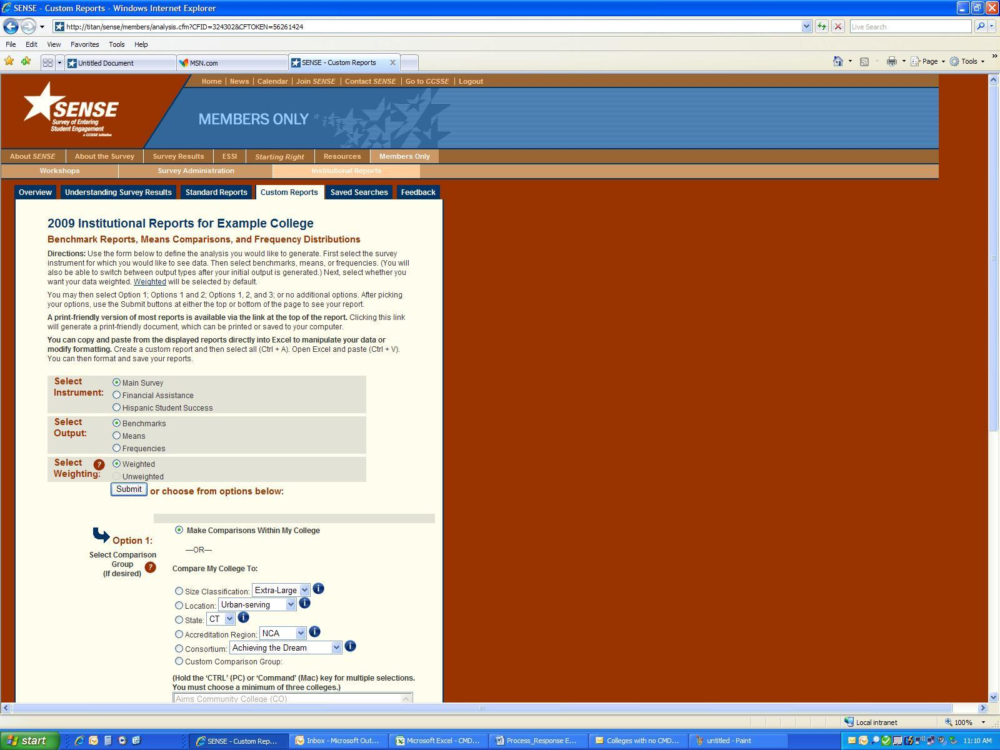 SENSE - Custom Reports - Windows Internet Explorer
http://titan/sense/members/analysis.cfm?CFID=324302&CFTOKEN=56261424
Live Search
File Edit View Favorites Tools Help
Untitled Document
MSN.com
SENSE - Custom Reports
Page
Tools
Home | News | Calendar | Join SENSE | Contact SENSE | Go to CCSSE | Logout
SENSE
Survey of Entering
Student Engagement
a CCSSE initiative
MEMBERS ONLY
About SENSE About the Survey Survey Results ESSI Starting Right Resources Members Only
Workshops Survey Administration Institutional Reports
Overview Understanding Survey Results Standard Reports Custom Reports Saved Searches Feedback
2009 Institutional Reports for Example College
Benchmark Reports, Means Comparisons, and Frequency Distributions
Directions: Use the form below to define the analysis you would like to generate. First select the survey
instrument for which you would like to see data. Then select benchmarks, means, or frequencies. (You will
also be able to switch between output types after your initial output is generated.) Next, select whether you
want your data weighted. Weighted will be selected by default.
You may then select Option 1; Options 1 and 2; Options 1, 2, and 3; or no additional options. After picking
your options, use the Submit buttons at either the top or bottom of the page to see your report.
A print-friendly version of most reports is available via the link at the top of the report. Clicking this link
will generate a print-friendly document, which can be printed or saved to your computer.
You can copy and paste from the displayed reports directly into Excel to manipulate your data or
modify formatting. Create a custom report and then select all (Ctrl + A). Open Excel and paste (Ctrl + V).
You can then format and save your reports.
Select
Instrument:
Main Survey
Financial Assistance
Hispanic Student Success
Select
Output:
Benchmarks
Means
Frequencies
Select
Weighting:
?
Weighted
Unweighted
Submit or choose from options below:
Option 1:
Select Comparison
Group
(If desired)
?
Make Comparisons Within My College
—OR—
Compare My College To:
Size Classification: Extra-Large i
Location: Urban-serving i
State: CT i
Accreditation Region: NCA i
Consortium: Achieving the Dream i
Custom Comparison Group:
(Hold the ‘CTRL’ (PC) or ‘Command’ (Mac) key for multiple selections.
You must choose a minimum of three colleges.)
Aims Community College (CO)
Local intranet
100%
start
SENSE - Custom Rep...
Inbox - Microsoft Out...
Microsoft Excel - CMD...
Process_Response E...
Colleges with no CMD...
untitled - Paint
11:10 AM